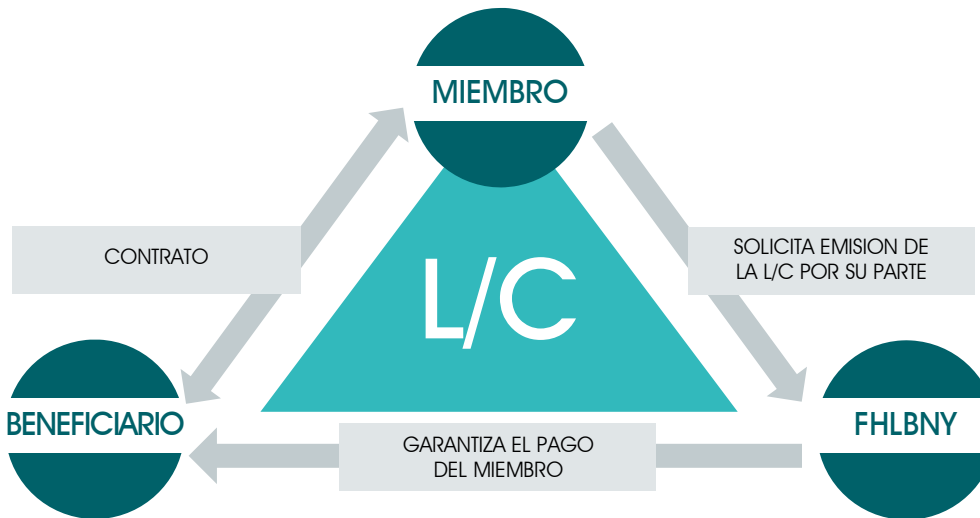 MIEMBRO
CONTRATO
SOLICITA EMISION DE
LA L/C POR SU PARTE
L/C
BENEFICIARIO
FHLBNY
GARANTIZA EL PAGO
DEL MIEMBRO